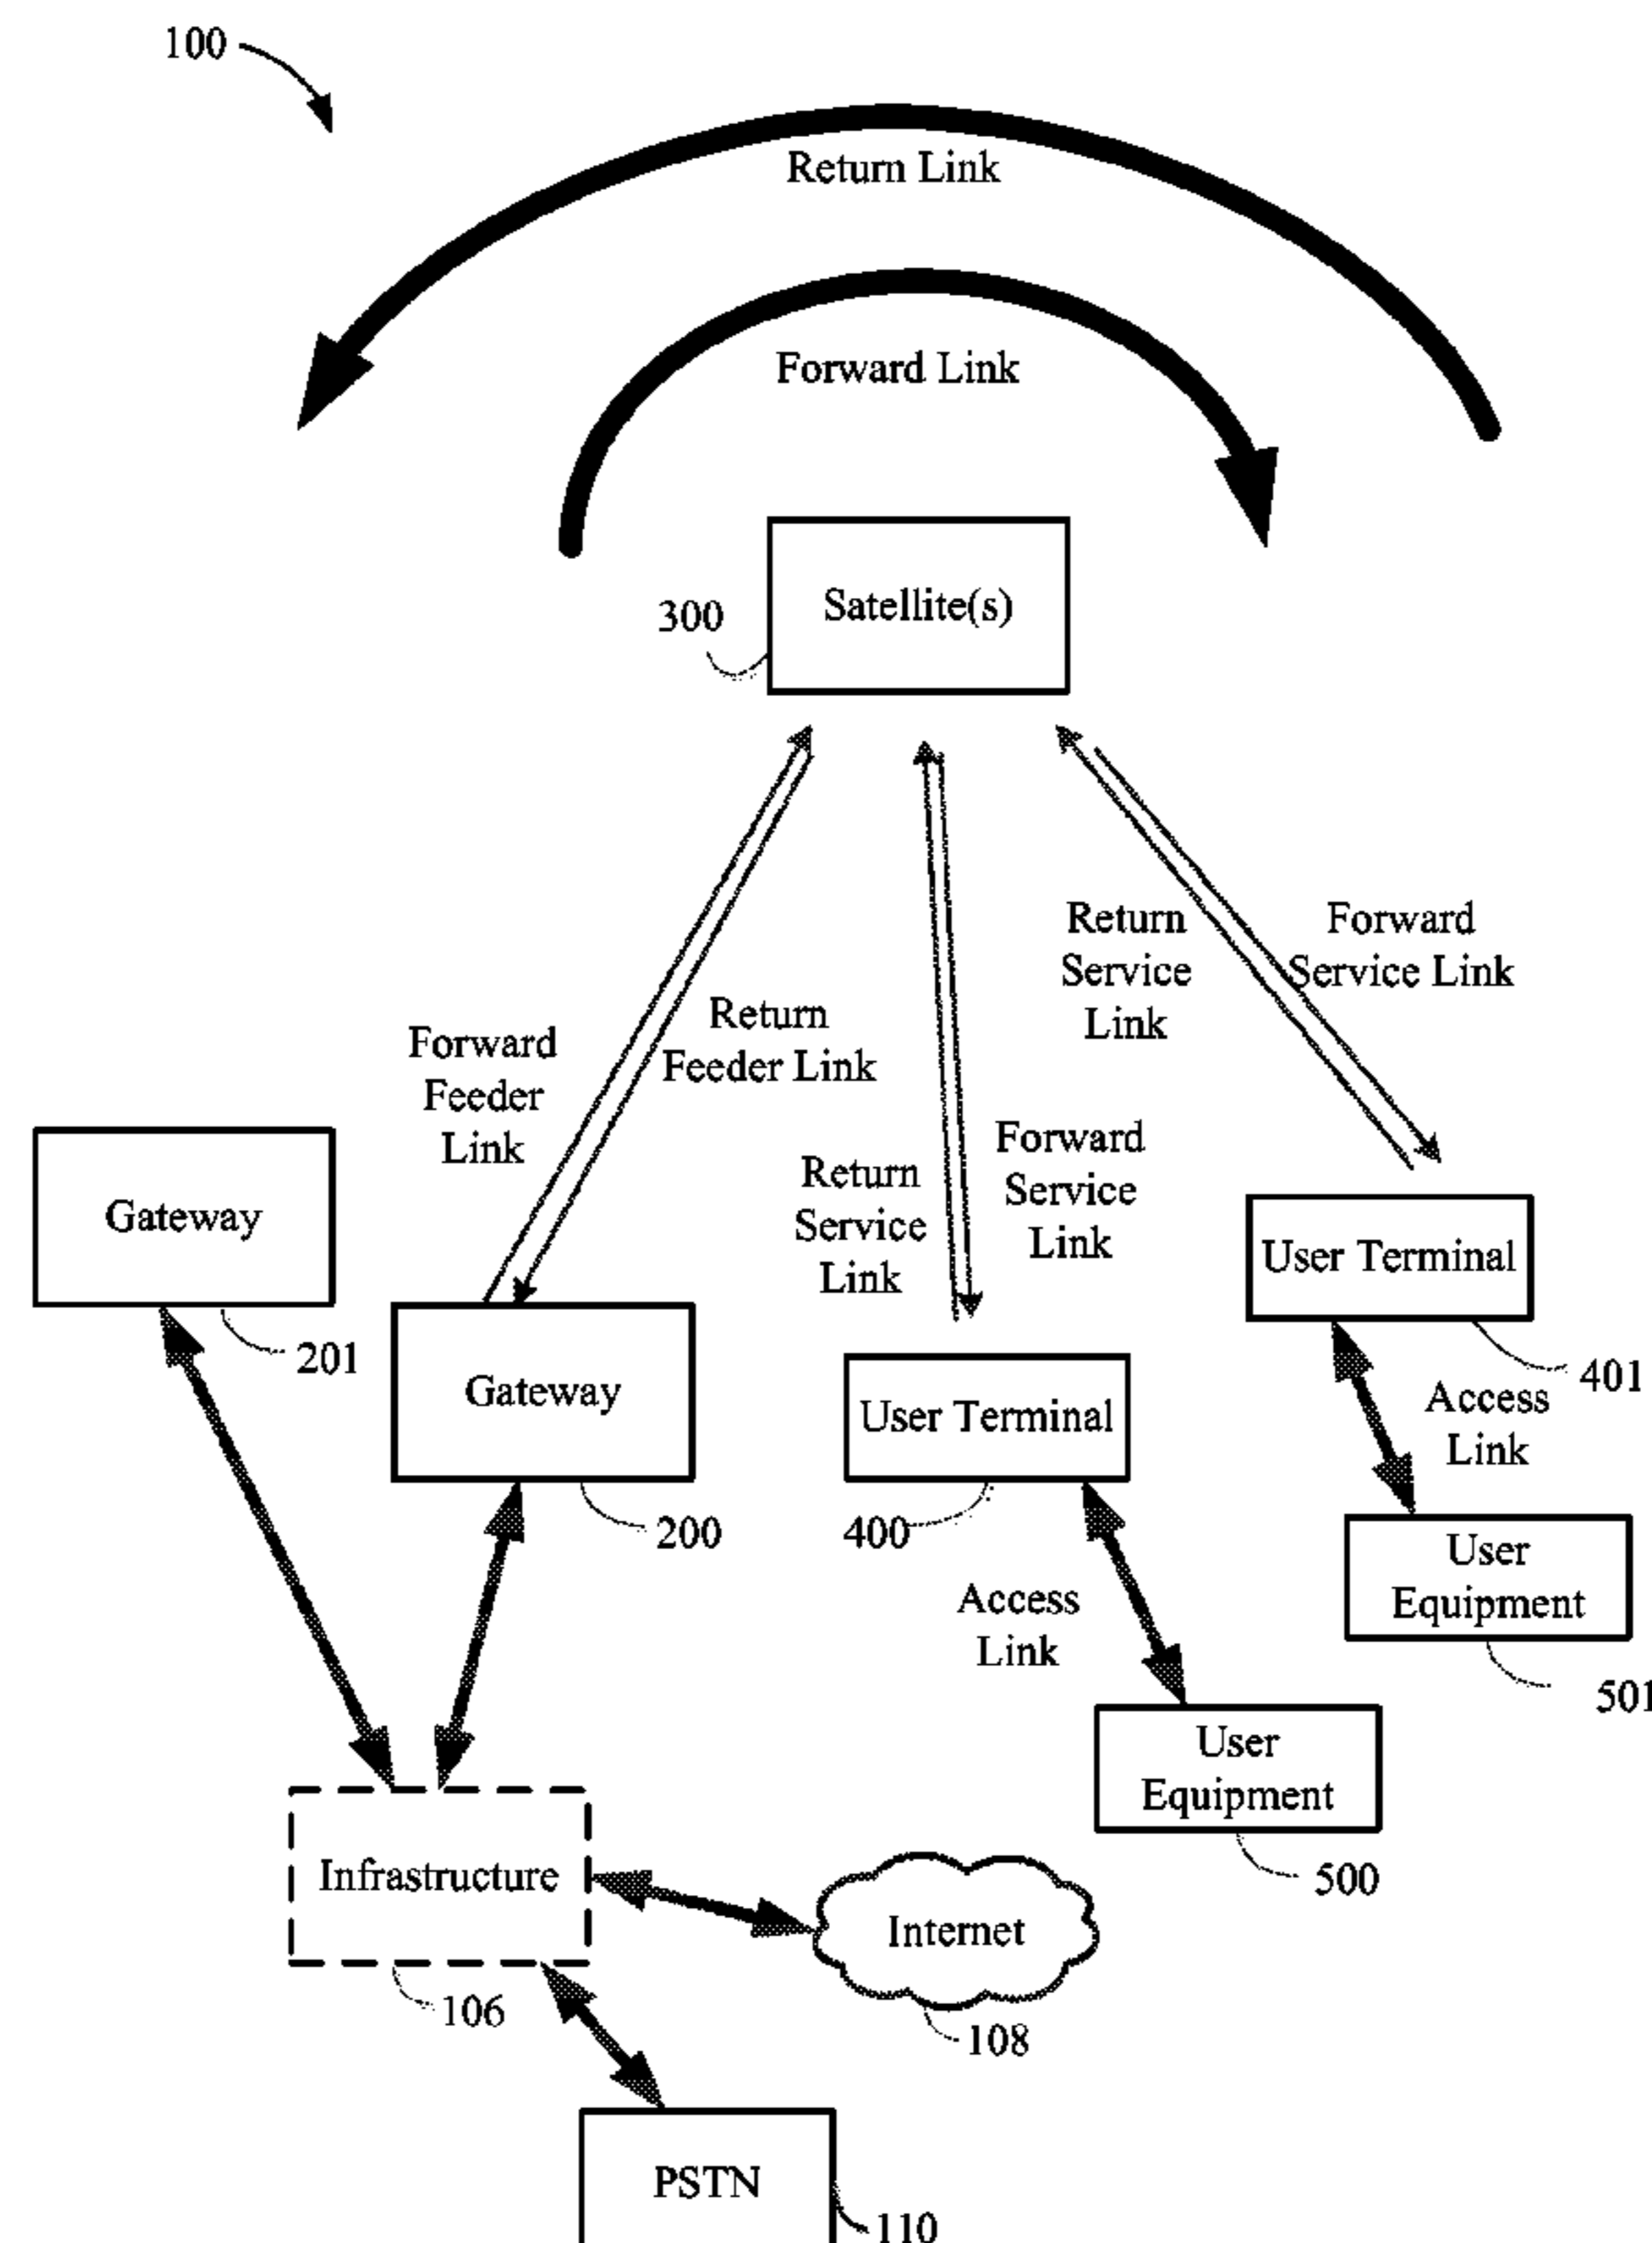 100
Return Link
Forward Link
Satellite(s)
300
Return
Service
Link
Forward
Service Link
Forward
Feeder
Link
Return
Feeder Link
Return
Service
Link
Forward
Service
Link
Gateway
201
Gateway
200
User Terminal
400
User Terminal
401
Access
Link
User
Equipment
501
Access
Link
User
Equipment
500
Infrastructure
106
Internet
108
PSTN
110